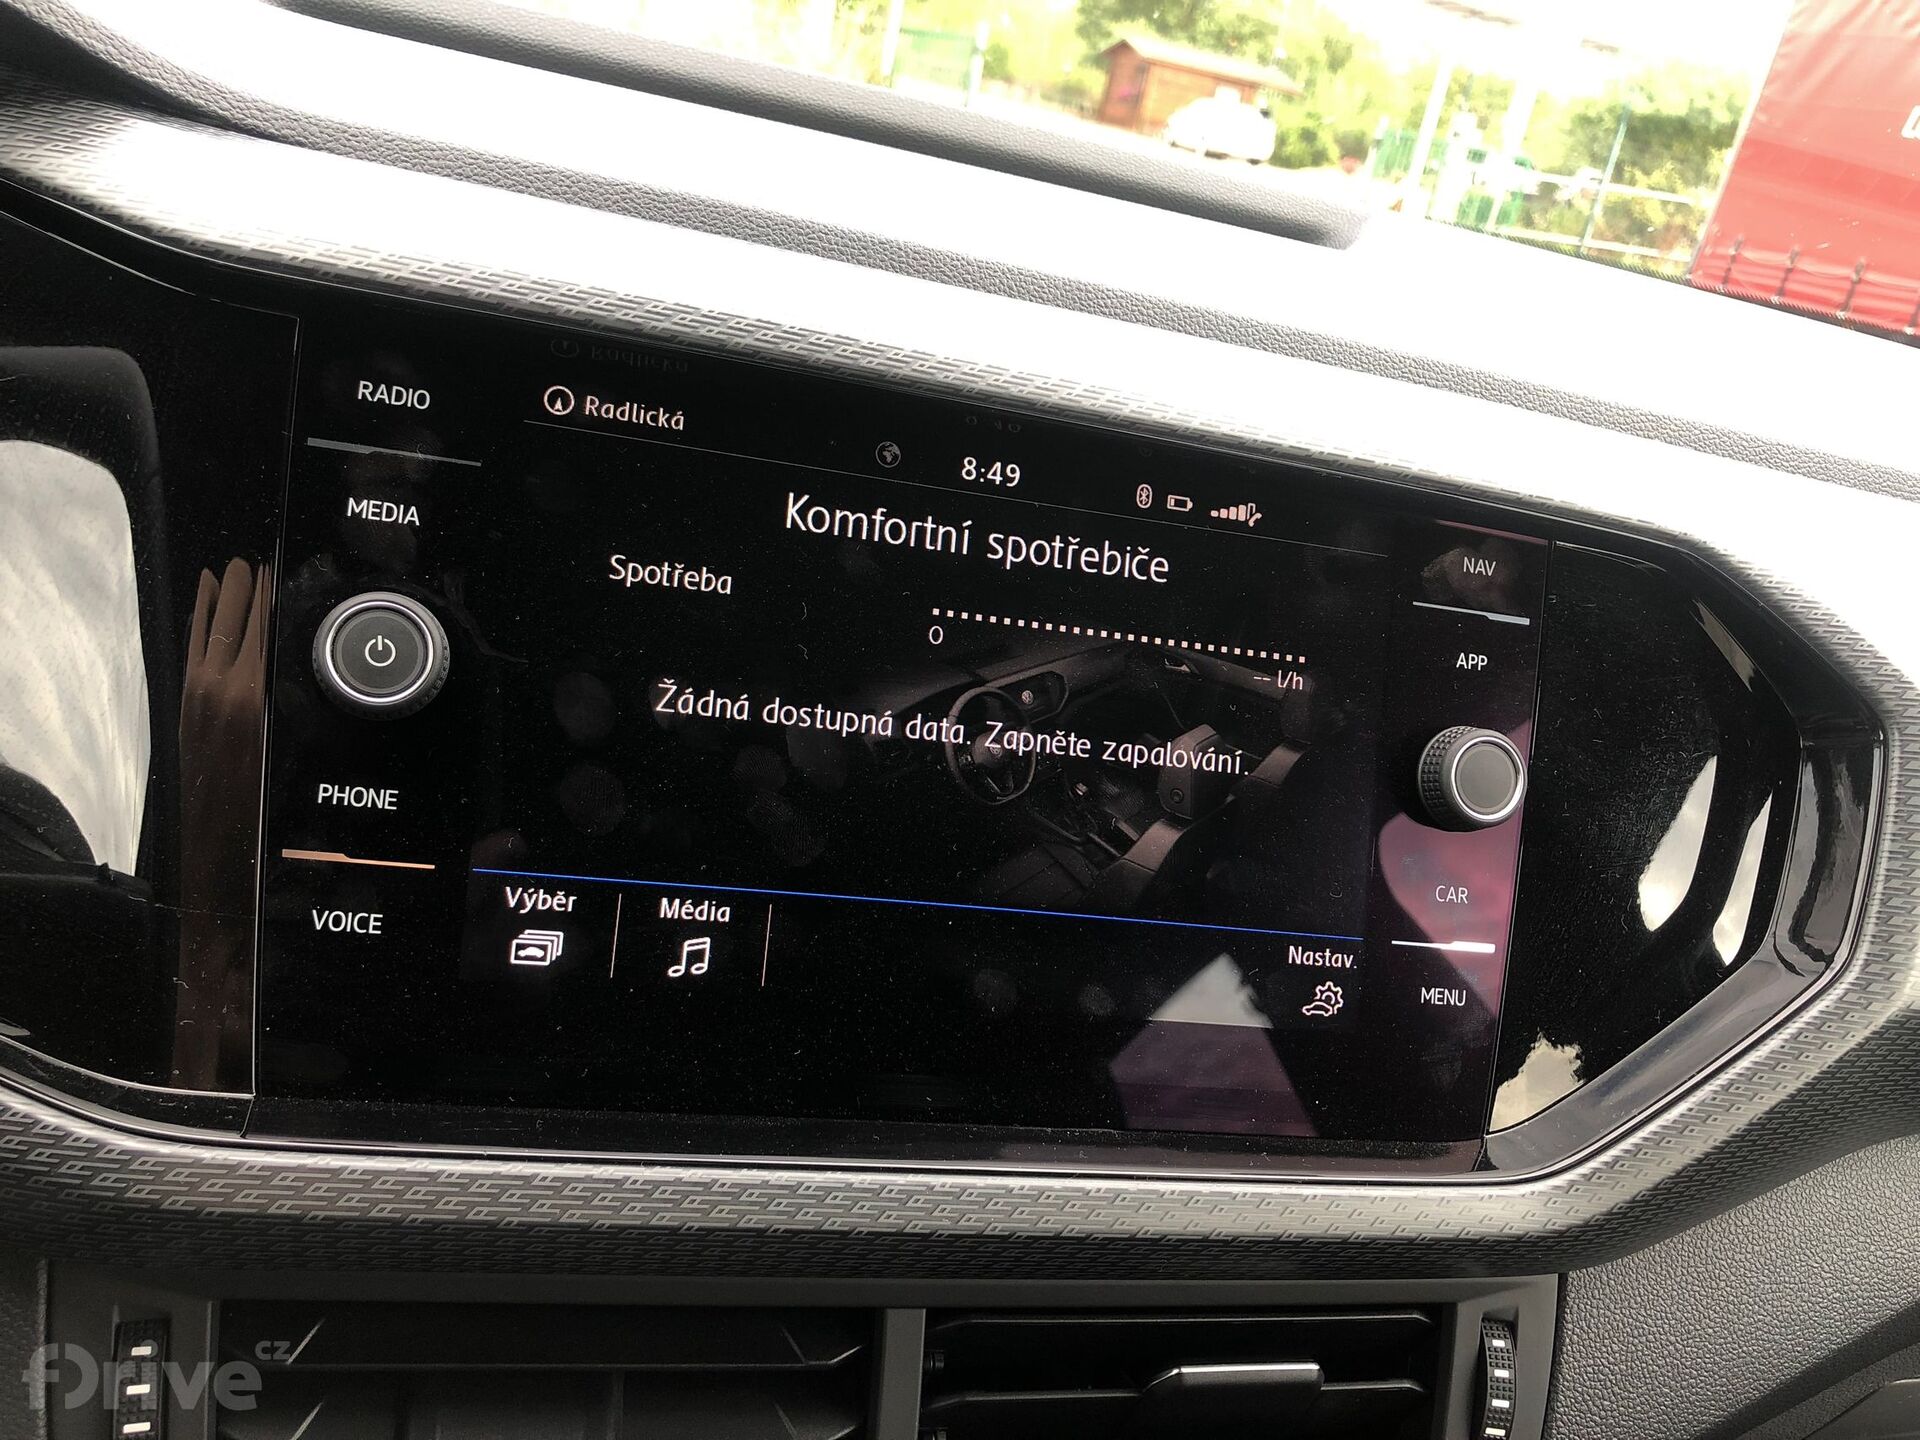 RADIO
MEDIA
PHONE
VOICE
Radlická
8:49
Komfortní spotřebiče
Spotřeba
0
-- l/h
Žádná dostupná data. Zapněte zapalování.
Výběr
Média
Nastav.
NAV
APP
CAR
MENU
fDrive.cz